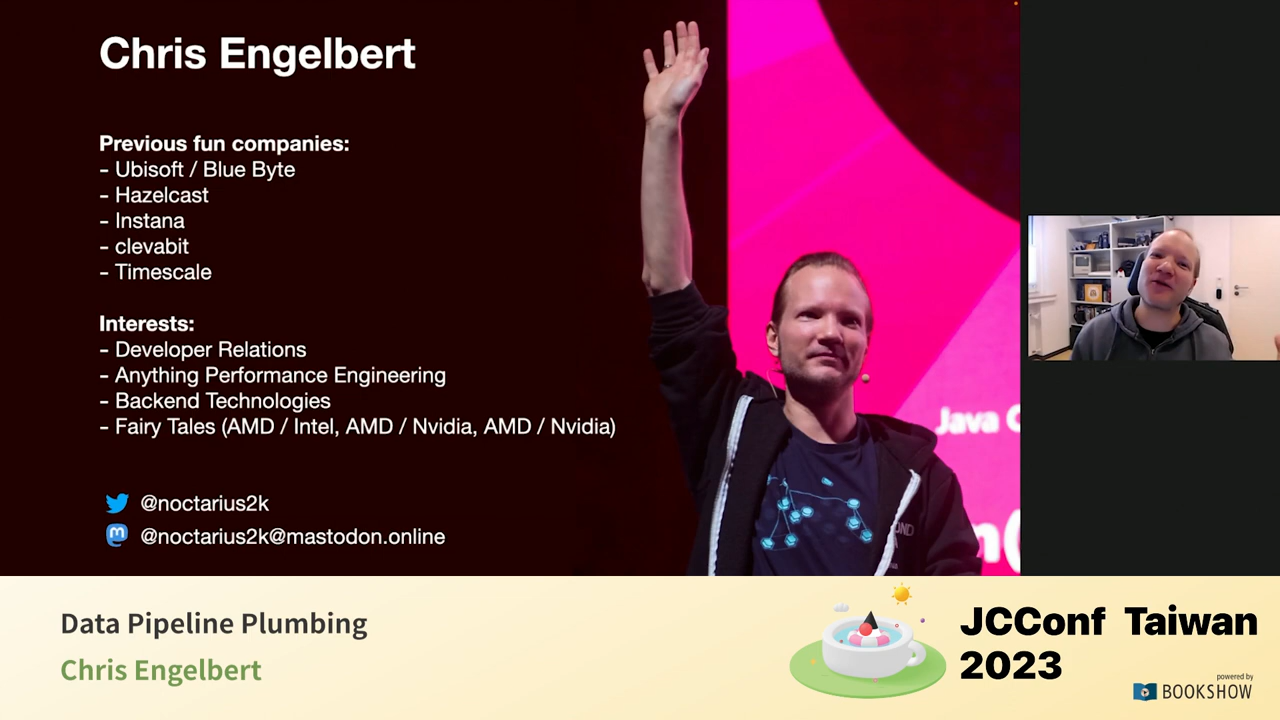 Chris Engelbert
Previous fun companies:
- Ubisoft / Blue Byte
- Hazelcast
- Instana
- clevabit
- Timescale
Interests:
- Developer Relations
- Anything Performance Engineering
- Backend Technologies
- Fairy Tales (AMD / Intel, AMD / Nvidia, AMD / Nvidia)
@noctarius2k
@noctarius2k@mastodon.online
Java
Data Pipeline Plumbing
Chris Engelbert
JCConf Taiwan
2023
powered by
BOOKSHOW